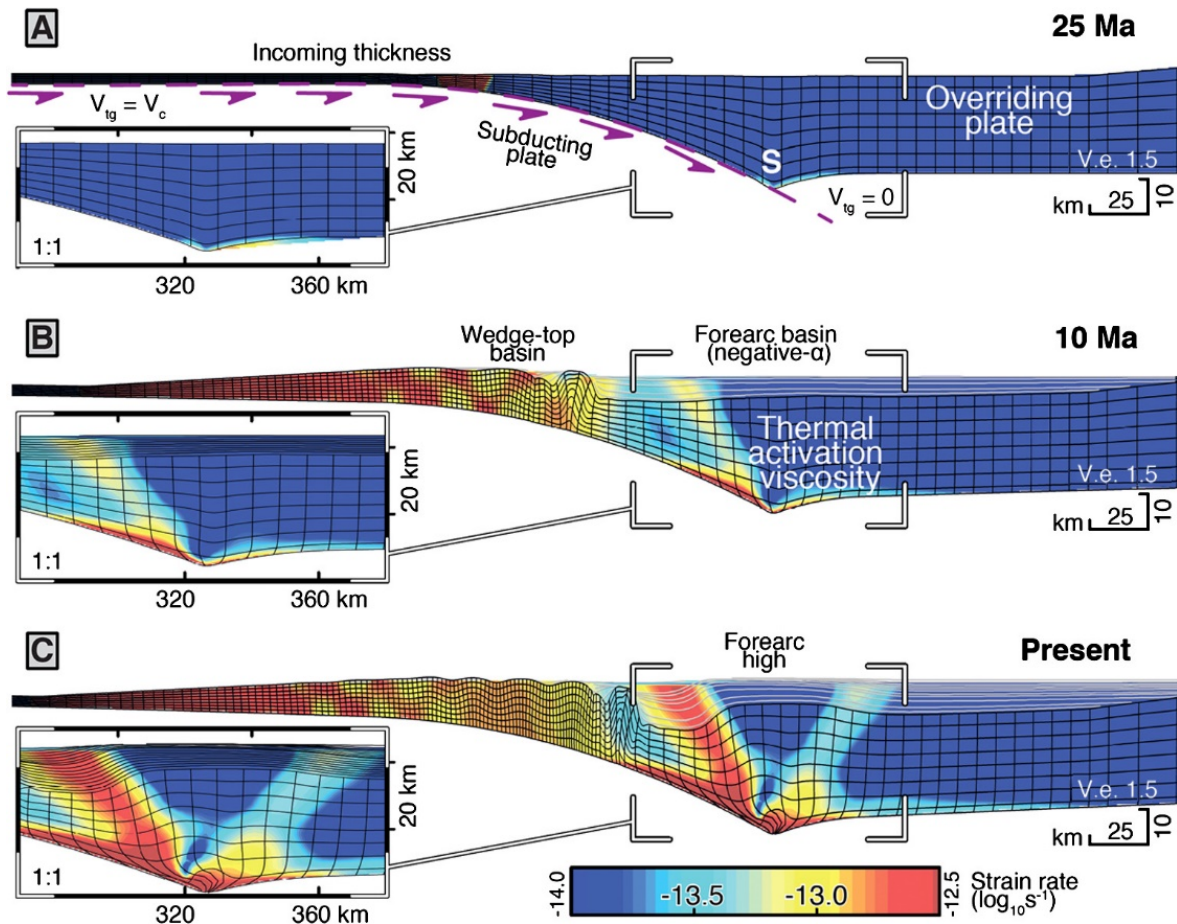 A
25 Ma
Incoming thickness
V_tg = V_c
Subducting
plate
S
Overriding
plate
V.e. 1.5
V_tg = 0
km 25
10
20 km
1:1
320 360 km
B
10 Ma
Wedge-top
basin
Forearc basin
(negative-α)
Thermal
activation
viscosity
V.e. 1.5
km 25
10
20 km
1:1
320 360 km
C
Present
Forearc
high
V.e. 1.5
km 25
10
20 km
1:1
320 360 km
-14.0
-13.5
-13.0
-12.5
Strain rate
(log₁₀s⁻¹)